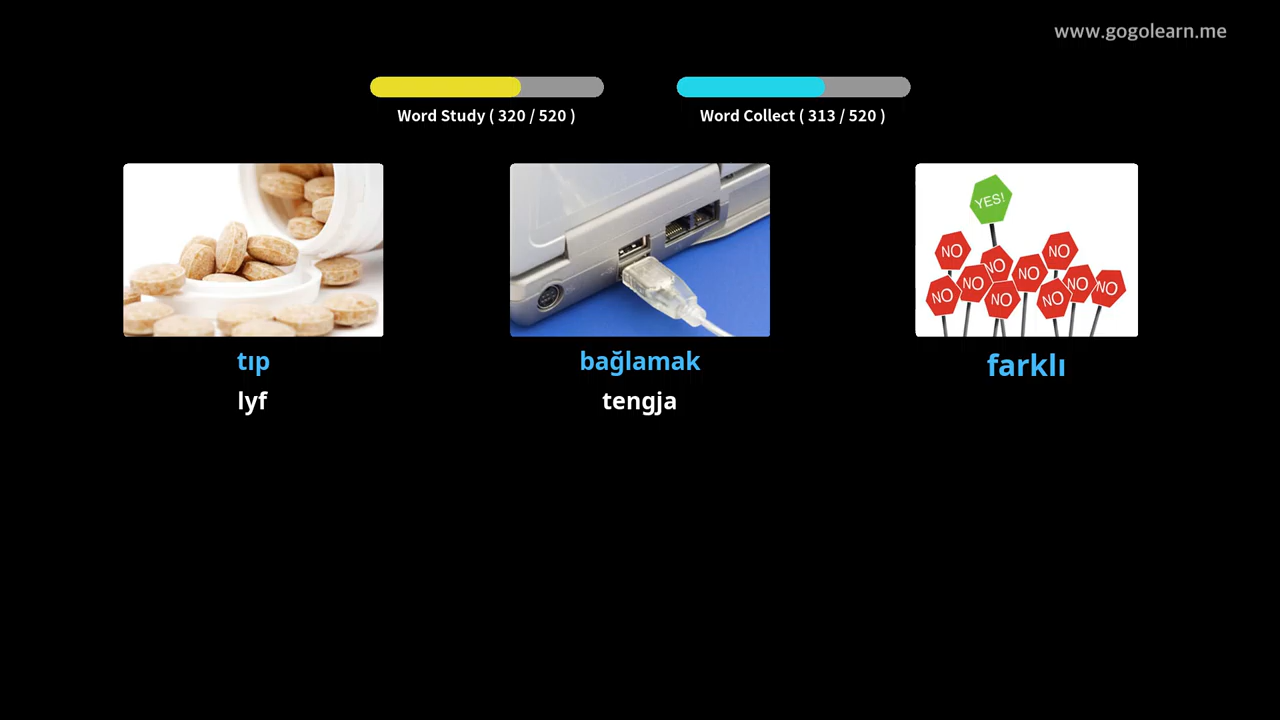 www.gogolearn.me
Word Study ( 320 / 520 )
Word Collect ( 313 / 520 )
YES!
NO
NO
NO
NO
NO
NO
NO
NO
NO
NO
tıp
lyf
bağlamak
tengja
farklı